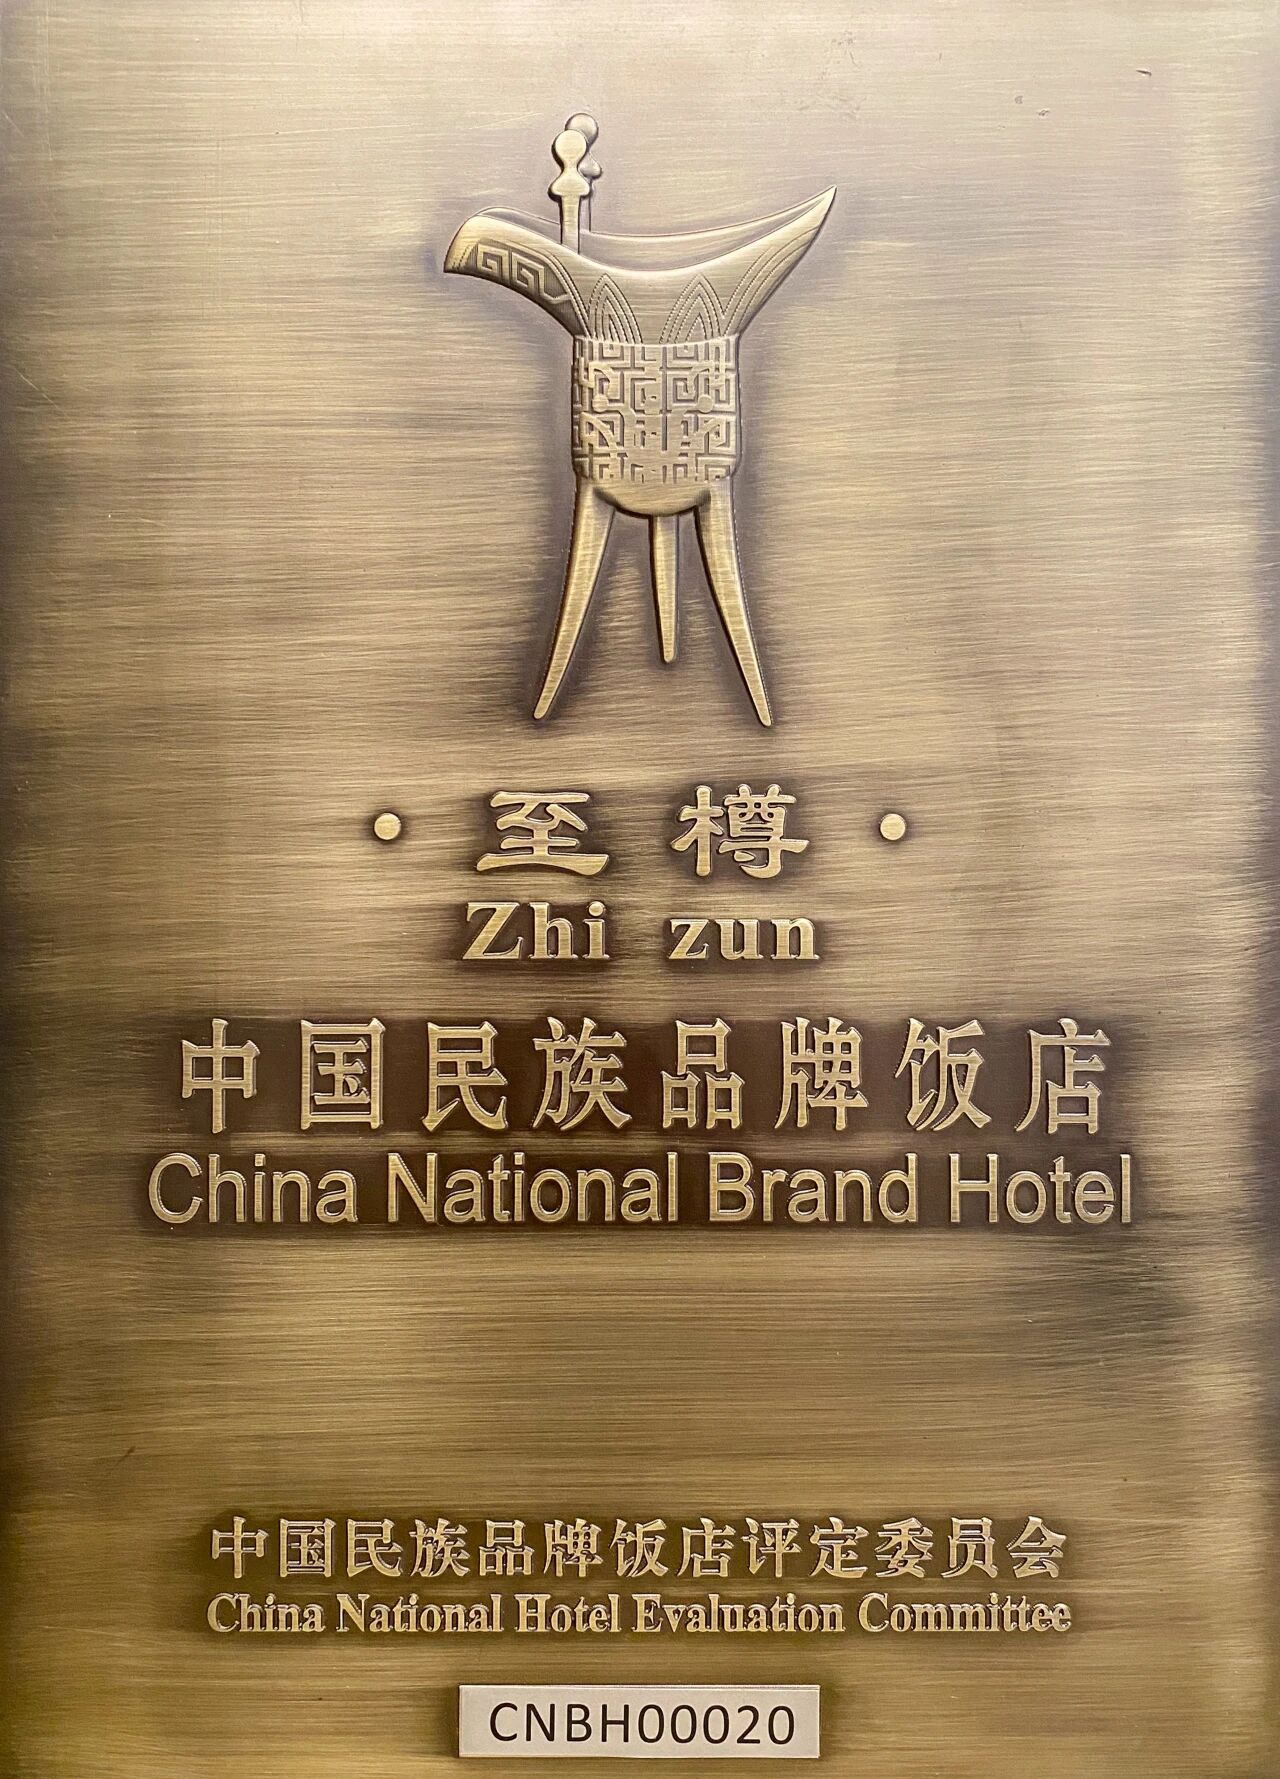 ·至樽·
Zhi zun
中国民族品牌饭店
China National Brand Hotel
中国民族品牌饭店评定委员会
China National Hotel Evaluation Committee
CNBH00020